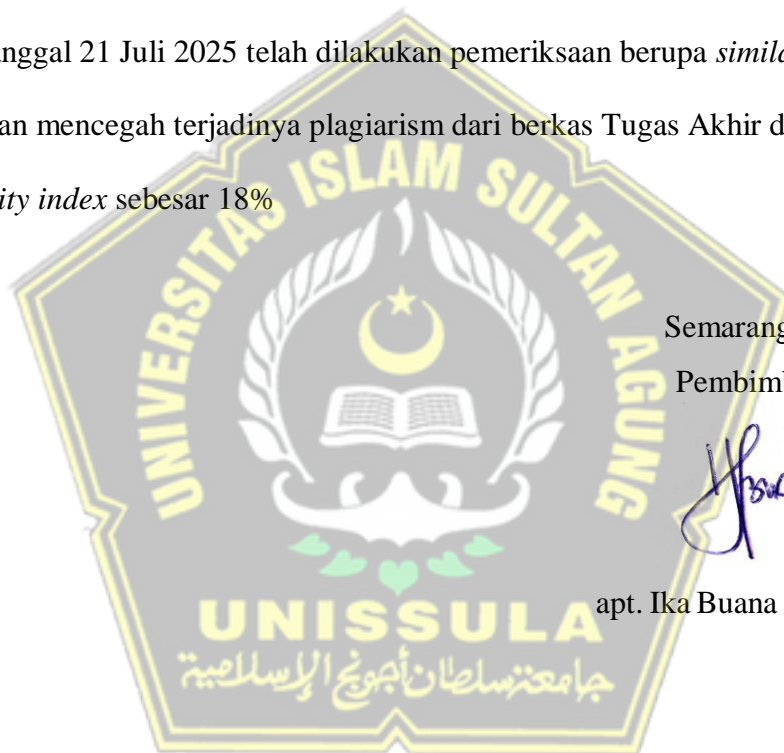 nggal 21 Juli 2025 telah dilakukan pemeriksaan berupa simila
an mencegah terjadinya plagiarism dari berkas Tugas Akhir d
ity index sebesar 18%
UNIVERSITAS ISLAM SULTAN AGUNG
Semarang
Pembimb
apt. Ika Buana
UNISSULA
جامعة سلطان أجونج الإسلامية